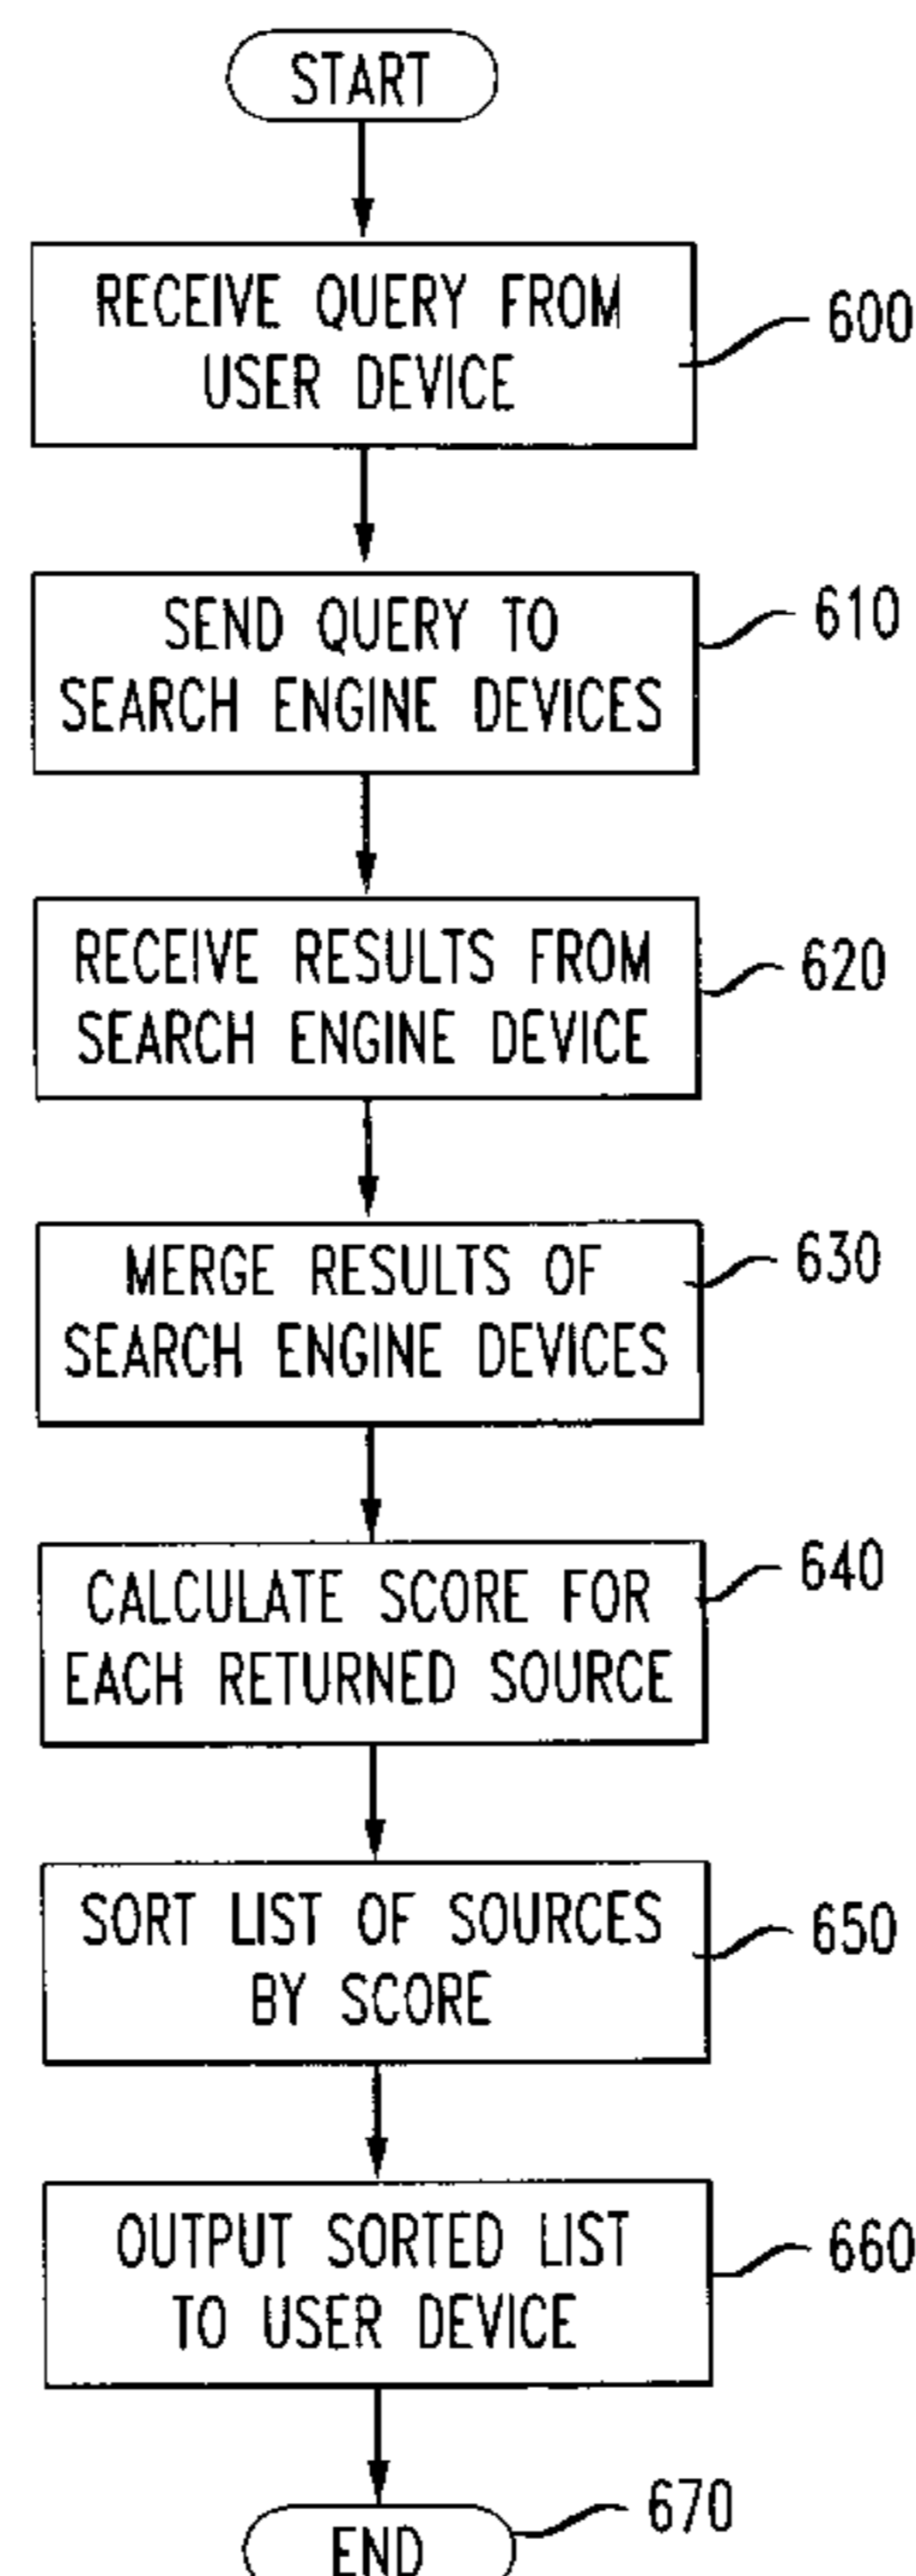 START
RECEIVE QUERY FROM
USER DEVICE
600
SEND QUERY TO
SEARCH ENGINE DEVICES
610
RECEIVE RESULTS FROM
SEARCH ENGINE DEVICE
620
MERGE RESULTS OF
SEARCH ENGINE DEVICES
630
CALCULATE SCORE FOR
EACH RETURNED SOURCE
640
SORT LIST OF SOURCES
BY SCORE
650
OUTPUT SORTED LIST
TO USER DEVICE
660
END
670